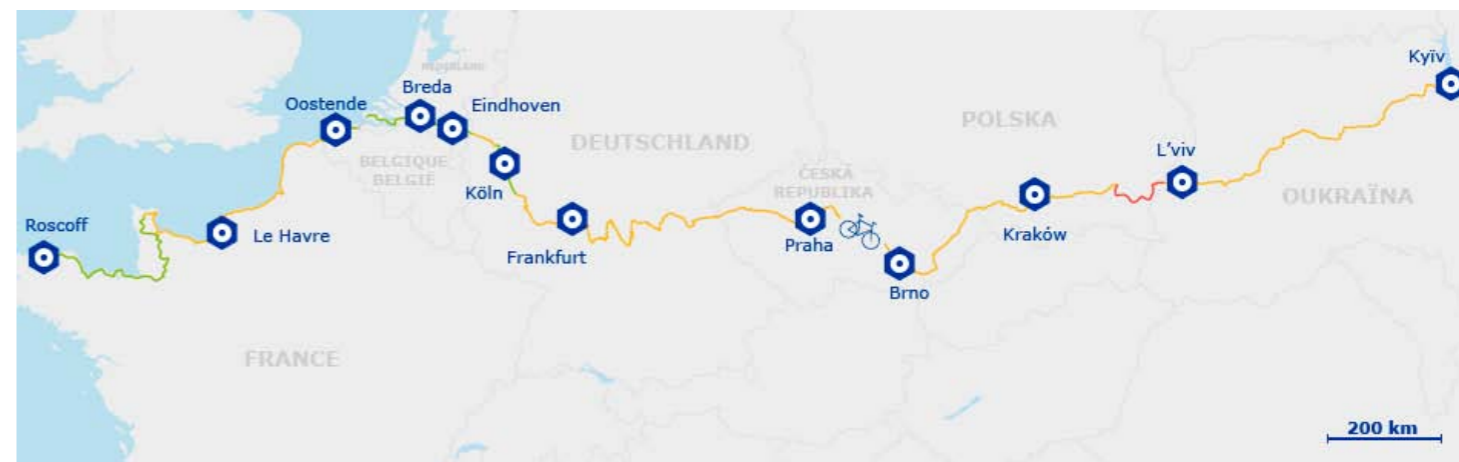 Kyïv
NEDERLAND
Breda
Oostende
Eindhoven
POLSKA
DEUTSCHLAND
L'viv
BELGIQUE
BELGIË
ČESKÁ
REPUBLIKA
Köln
OUKRAÏNA
Roscoff
Le Havre
Kraków
Praha
Frankfurt
Brno
FRANCE
200 km